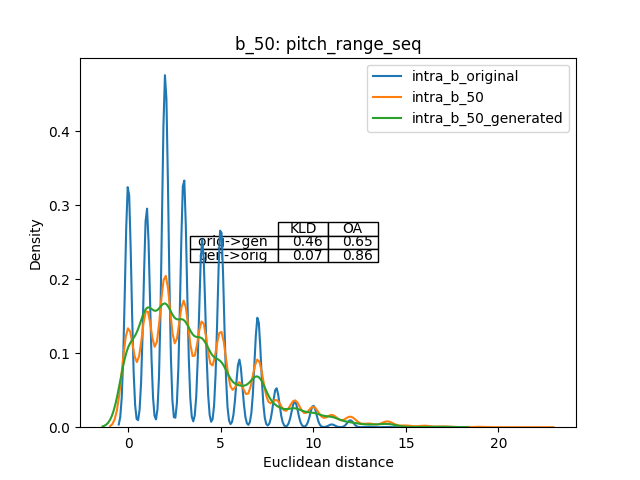 b_50: pitch_range_seq
intra_b_original
intra_b_50
intra_b_50_generated
KLD OA
orig->gen 0.46 0.65
gen->orig 0.07 0.86
Density
0.4
0.3
0.2
0.1
0.0
0 5 10 15 20
Euclidean distance